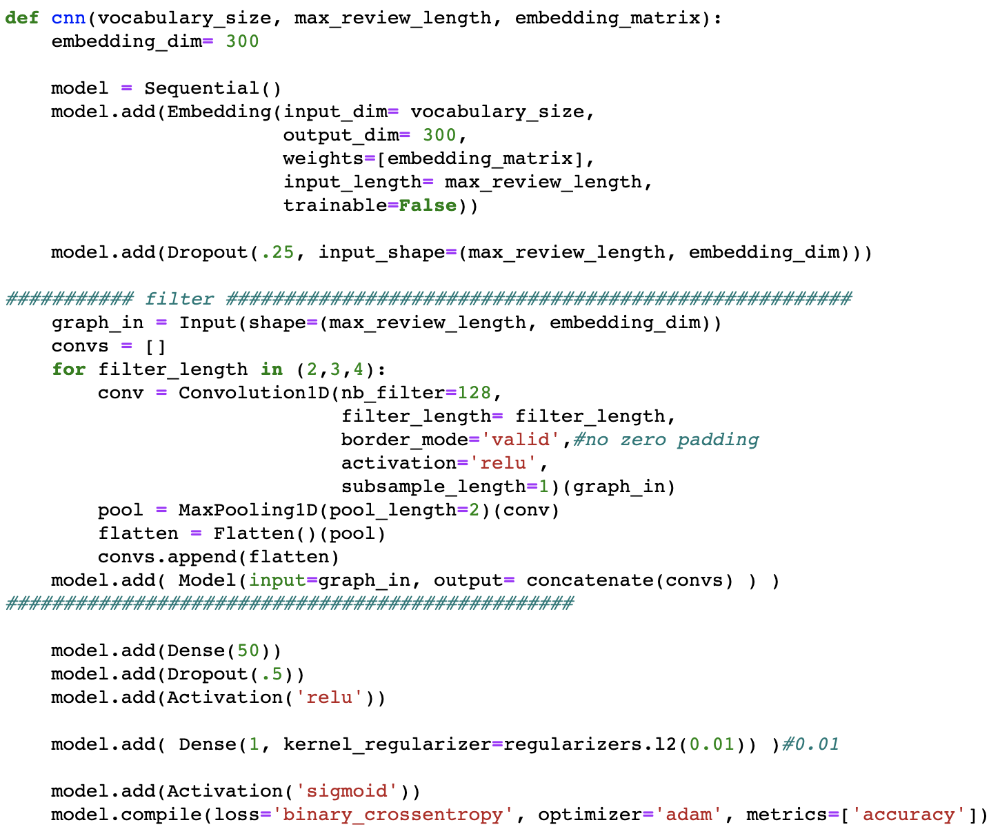 def cnn(vocabulary_size, max_review_length, embedding_matrix):
    embedding_dim= 300

    model = Sequential()
    model.add(Embedding(input_dim= vocabulary_size,
                        output_dim= 300,
                        weights=[embedding_matrix],
                        input_length= max_review_length,
                        trainable=False))

    model.add(Dropout(.25, input_shape=(max_review_length, embedding_dim)))

########### filter ######################################################
    graph_in = Input(shape=(max_review_length, embedding_dim))
    convs = []
    for filter_length in (2,3,4):
        conv = Convolution1D(nb_filter=128,
                             filter_length= filter_length,
                             border_mode='valid',#no zero padding
                             activation='relu',
                             subsample_length=1)(graph_in)
        pool = MaxPooling1D(pool_length=2)(conv)
        flatten = Flatten()(pool)
        convs.append(flatten)
    model.add( Model(input=graph_in, output= concatenate(convs) ) )
#################################################

    model.add(Dense(50))
    model.add(Dropout(.5))
    model.add(Activation('relu'))

    model.add( Dense(1, kernel_regularizer=regularizers.l2(0.01)) )#0.01

    model.add(Activation('sigmoid'))
    model.compile(loss='binary_crossentropy', optimizer='adam', metrics=['accuracy'])